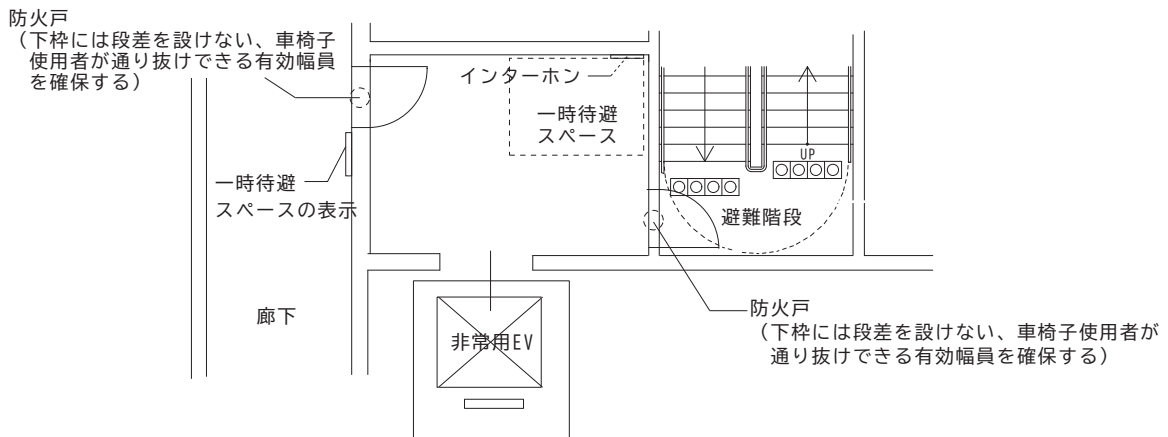 防火戸
（下枠には段差を設けない、車椅子
使用者が通り抜けできる有効幅員
を確保する）
インターホン
一時待避
スペース
UP
一時待避
スペースの表示
避難階段
廊下
非常用EV
防火戸
（下枠には段差を設けない、車椅子使用者が
通り抜けできる有効幅員を確保する）